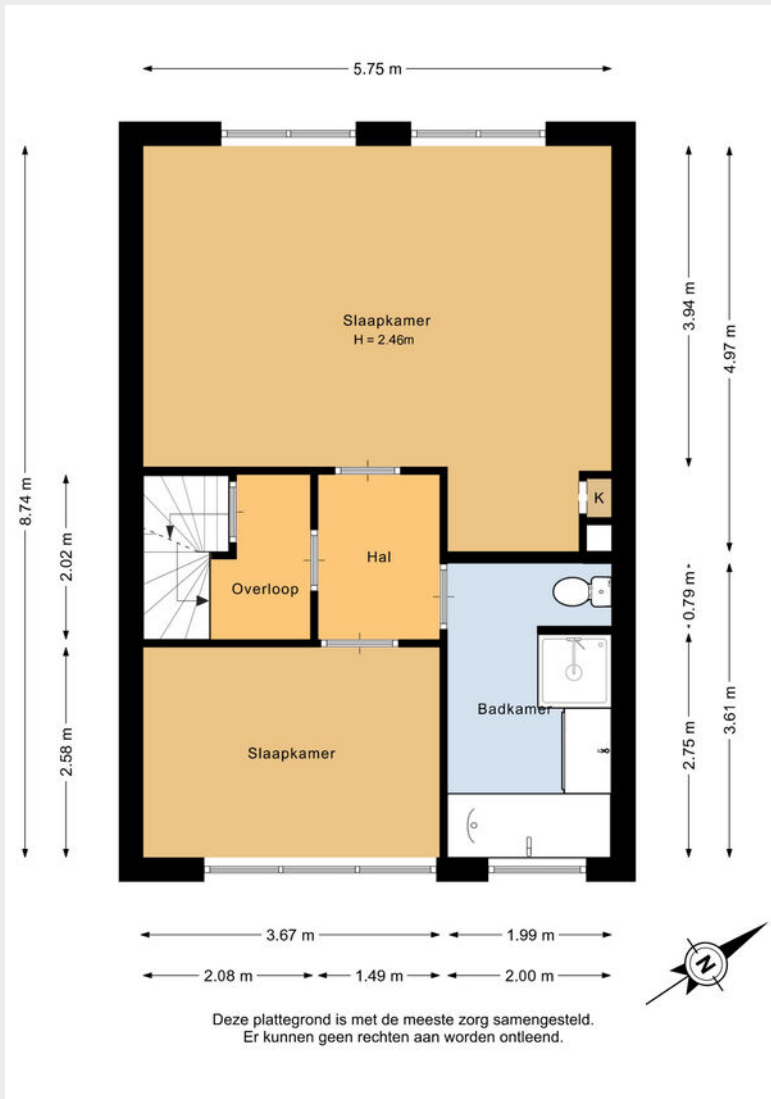 5.75 m
Slaapkamer
H = 2.46m
3.94 m
4.97 m
8.74 m
K
2.02 m
Hal
Overloop
0.79 m
Badkamer
3.61 m
2.75 m
Slaapkamer
2.58 m
3.67 m
1.99 m
2.08 m
1.49 m
2.00 m
N
Deze plattegrond is met de meeste zorg samengesteld.
Er kunnen geen rechten aan worden ontleend.